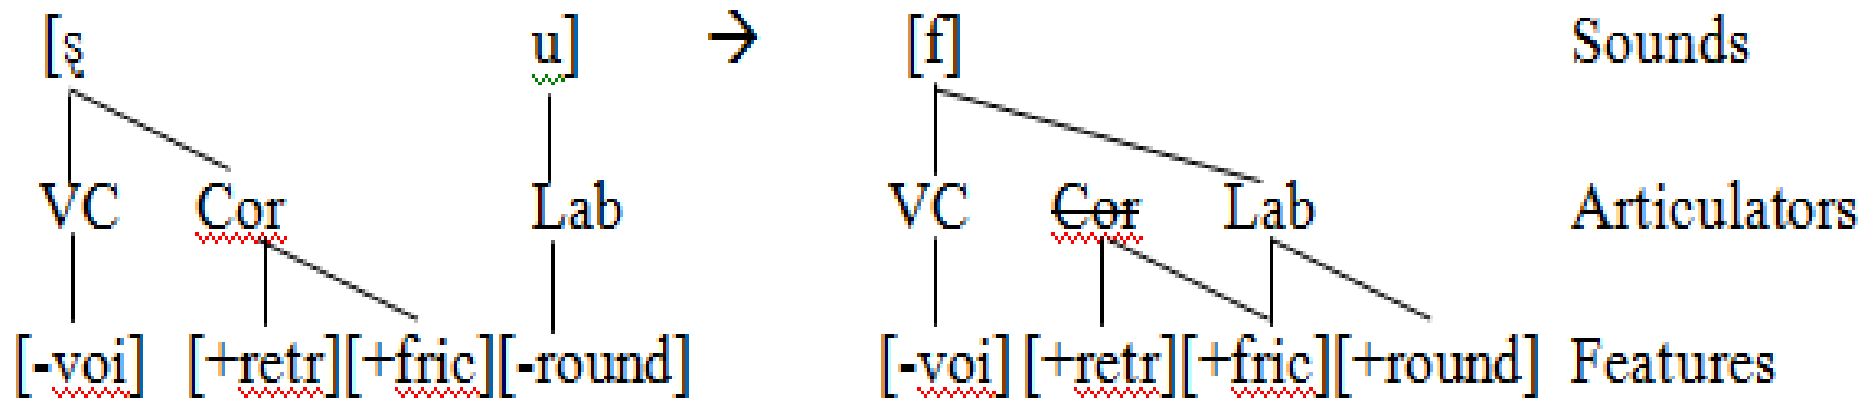 [ʂ u] → [f] Sounds
VC Cor Lab VC Cor Lab Articulators
[-voi] [+retr][+fric][-round] [-voi] [+retr][+fric][+round] Features